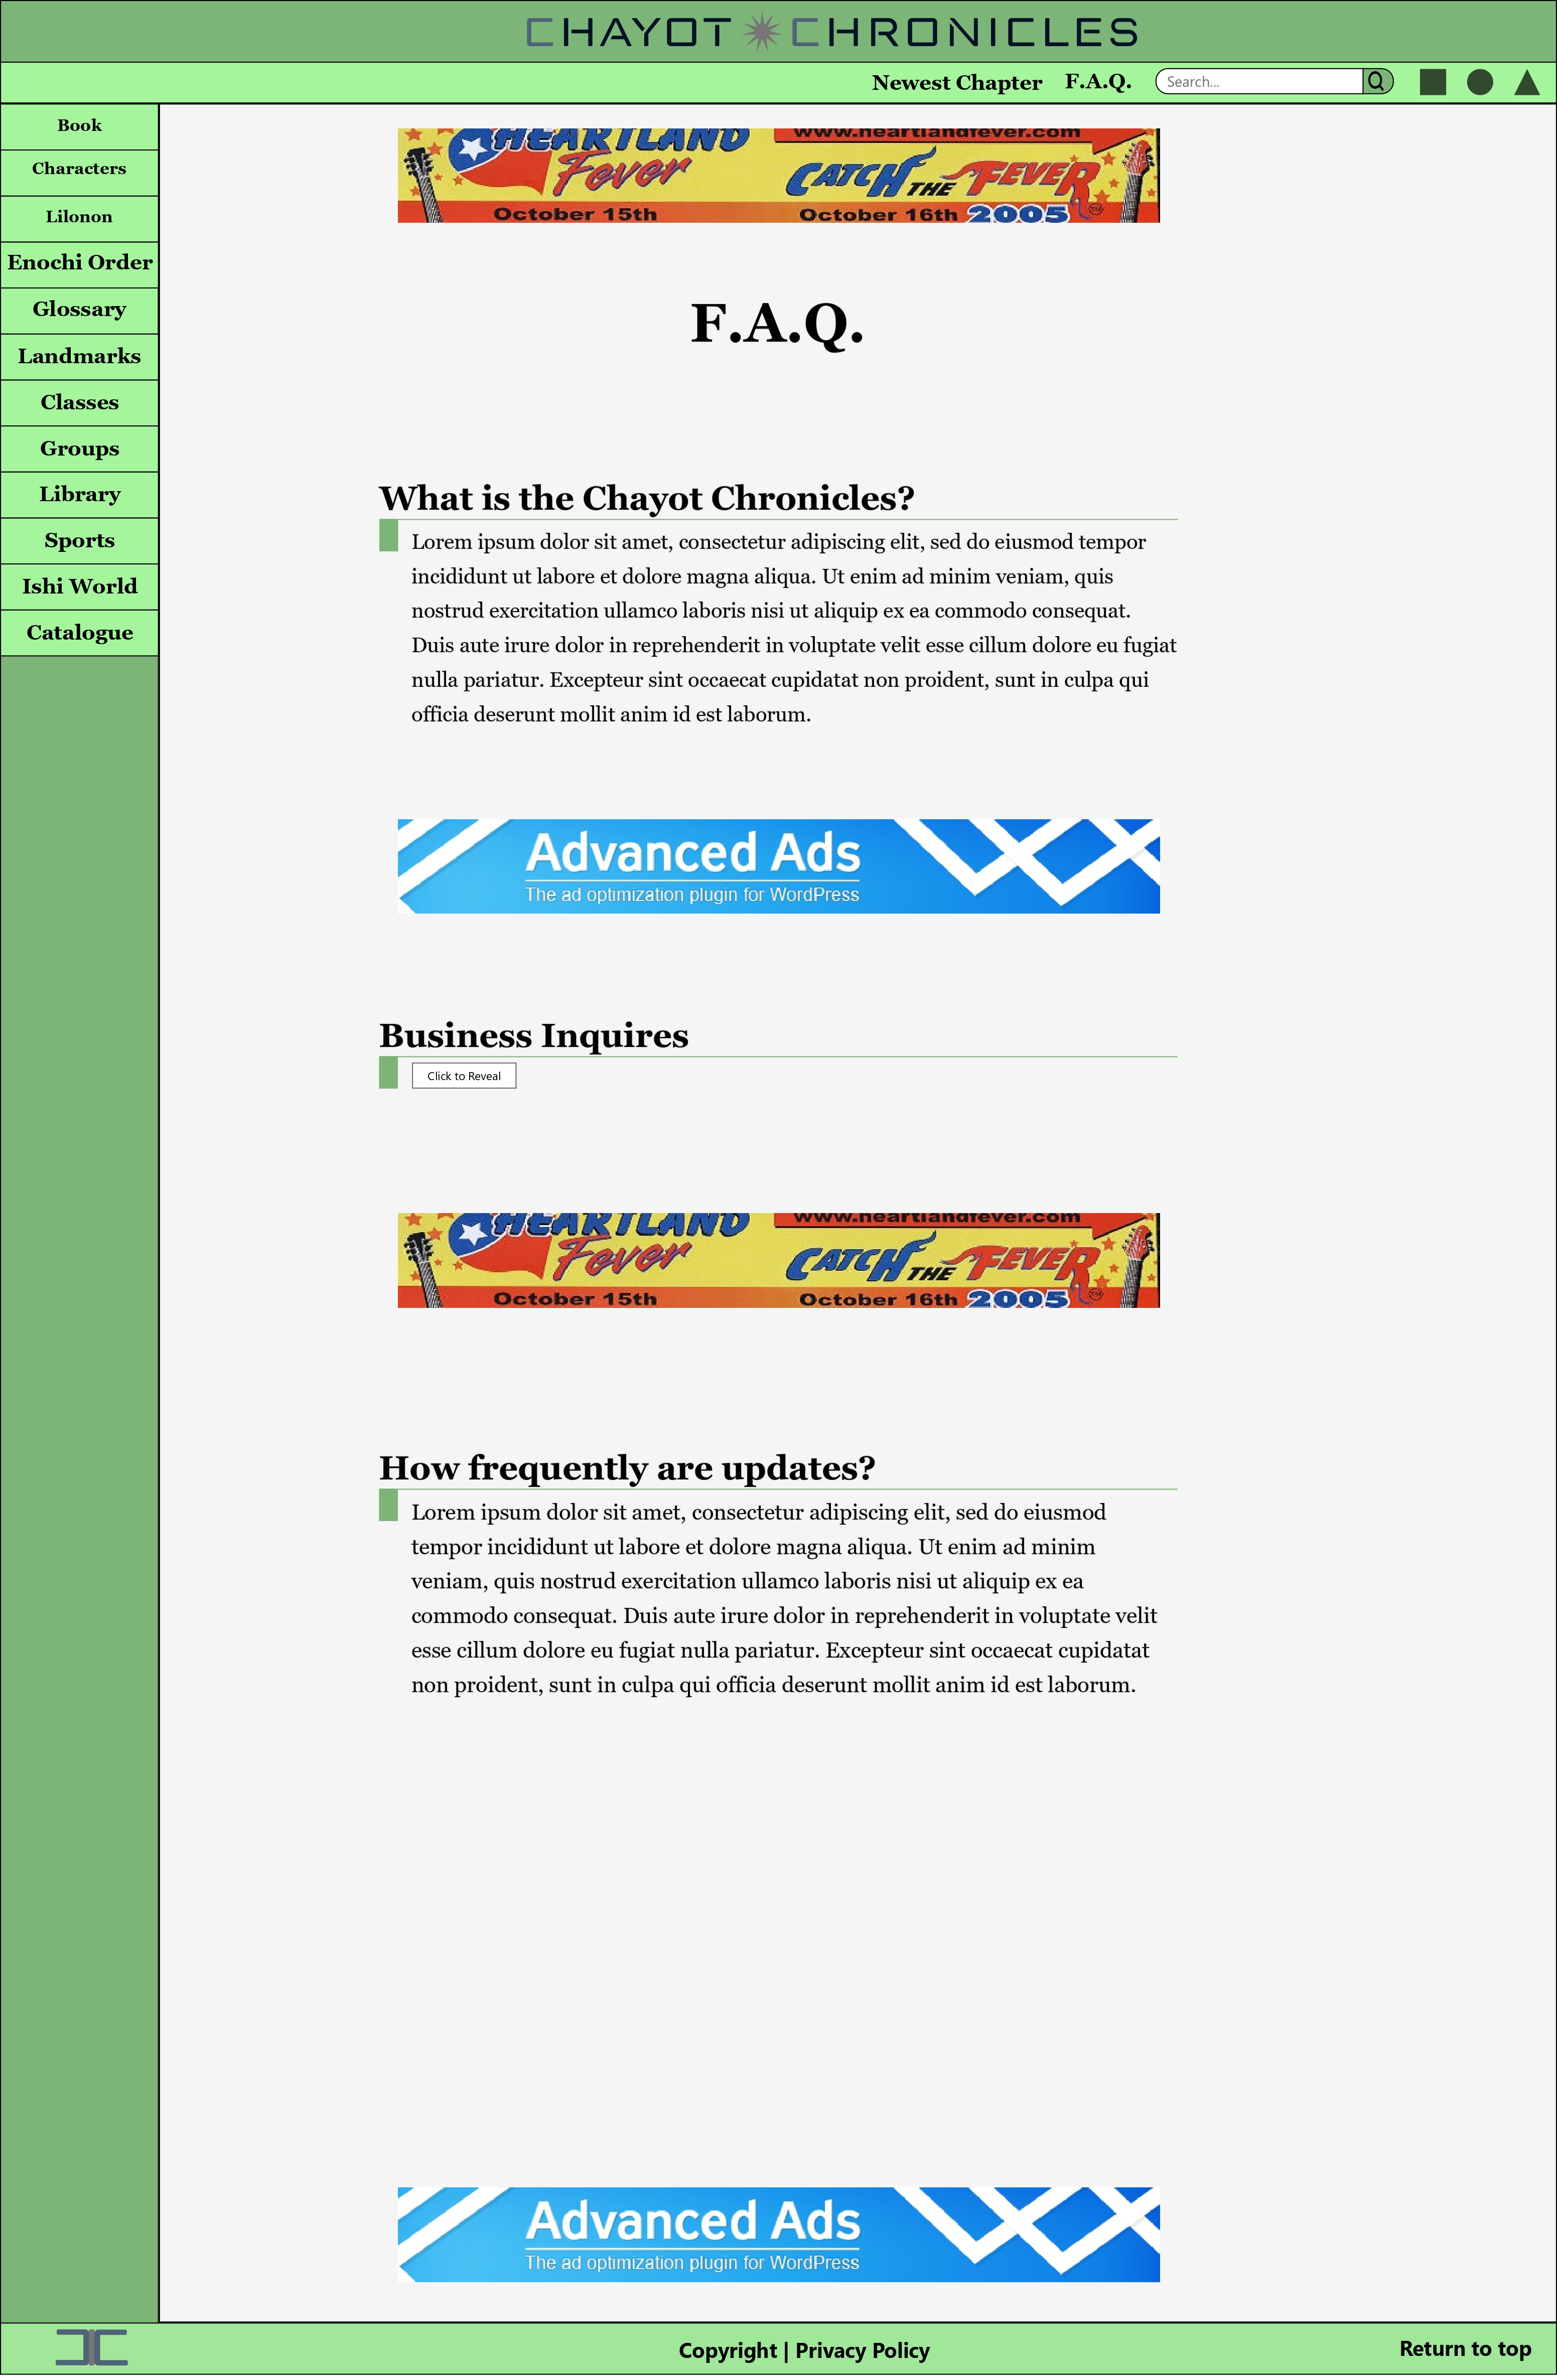 CHAYOT CHRONICLES
Newest Chapter F.A.Q. Search...
Book
Characters
Lilonon
Enochi Order
Glossary
Landmarks
Classes
Groups
Library
Sports
Ishi World
Catalogue
HEARTLAND www.heartlandfever.com
Fever CATCH THE FEVER
October 15th October 16th 2005 TM
F.A.Q.
What is the Chayot Chronicles?
Lorem ipsum dolor sit amet, consectetur adipiscing elit, sed do eiusmod tempor
incididunt ut labore et dolore magna aliqua. Ut enim ad minim veniam, quis
nostrud exercitation ullamco laboris nisi ut aliquip ex ea commodo consequat.
Duis aute irure dolor in reprehenderit in voluptate velit esse cillum dolore eu fugiat
nulla pariatur. Excepteur sint occaecat cupidatat non proident, sunt in culpa qui
officia deserunt mollit anim id est laborum.
Advanced Ads
The ad optimization plugin for WordPress
Business Inquires
Click to Reveal
HEARTLAND www.heartlandfever.com
Fever CATCH THE FEVER
October 15th October 16th 2005 TM
How frequently are updates?
Lorem ipsum dolor sit amet, consectetur adipiscing elit, sed do eiusmod
tempor incididunt ut labore et dolore magna aliqua. Ut enim ad minim
veniam, quis nostrud exercitation ullamco laboris nisi ut aliquip ex ea
commodo consequat. Duis aute irure dolor in reprehenderit in voluptate velit
esse cillum dolore eu fugiat nulla pariatur. Excepteur sint occaecat cupidatat
non proident, sunt in culpa qui officia deserunt mollit anim id est laborum.
Advanced Ads
The ad optimization plugin for WordPress
Copyright | Privacy Policy
Return to top